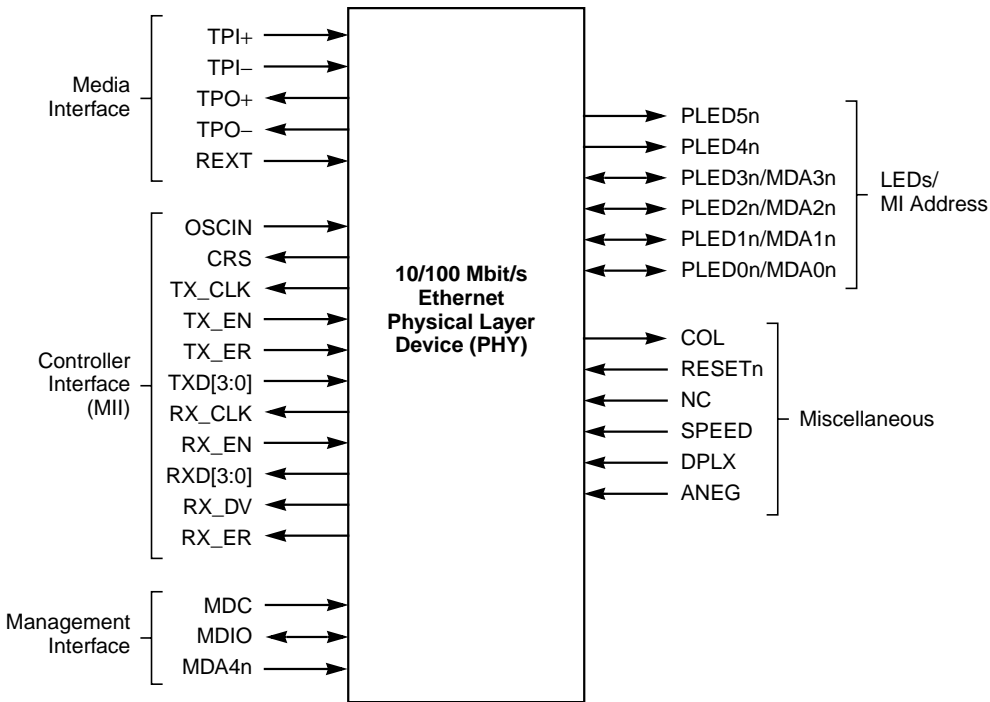 Media
Interface
TPI+
TPI−
TPO+
TPO−
REXT
Controller
Interface
(MII)
OSCIN
CRS
TX_CLK
TX_EN
TX_ER
TXD[3:0]
RX_CLK
RX_EN
RXD[3:0]
RX_DV
RX_ER
Management
Interface
MDC
MDIO
MDA4n
10/100 Mbit/s
Ethernet
Physical Layer
Device (PHY)
PLED5n
PLED4n
PLED3n/MDA3n
PLED2n/MDA2n
PLED1n/MDA1n
PLED0n/MDA0n
LEDs/
MI Address
COL
RESETn
NC
SPEED
DPLX
ANEG
Miscellaneous